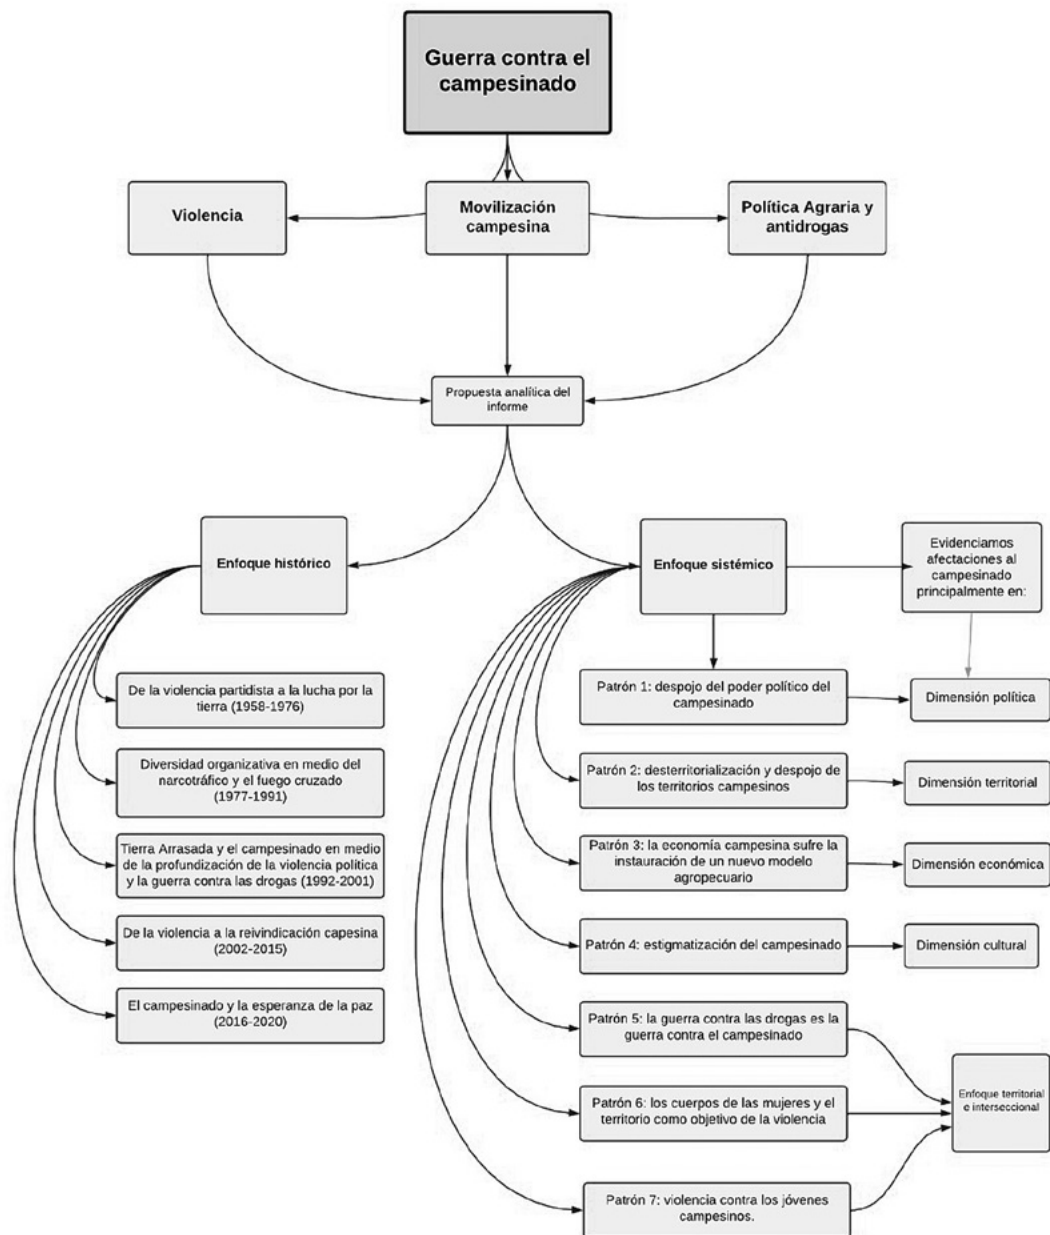 Guerra contra el
campesinado
Violencia
Movilización
campesina
Política Agraria y
antidrogas
Propuesta analítica del
informe
Enfoque histórico
Enfoque sistémico
Evidenciamos
afectaciones al
campesinado
principalmente en:
De la violencia partidista a la lucha por la
tierra (1958-1976)
Diversidad organizativa en medio del
narcotráfico y el fuego cruzado
(1977-1991)
Tierra Arrasada y el campesinado en medio
de la profundización de la violencia política
y la guerra contra las drogas (1992-2001)
De la violencia a la reivindicación capesina
(2002-2015)
El campesinado y la esperanza de la paz
(2016-2020)
Patrón 1: despojo del poder político del
campesinado
Dimensión política
Patrón 2: desterritorialización y despojo de
los territorios campesinos
Dimensión territorial
Patrón 3: la economía campesina sufre la
instauración de un nuevo modelo
agropecuario
Dimensión económica
Patrón 4: estigmatización del campesinado
Dimensión cultural
Patrón 5: la guerra contra las drogas es la
guerra contra el campesinado
Patrón 6: los cuerpos de las mujeres y el
territorio como objetivo de la violencia
Patrón 7: violencia contra los jóvenes
campesinos.
Enfoque territorial
e interseccional